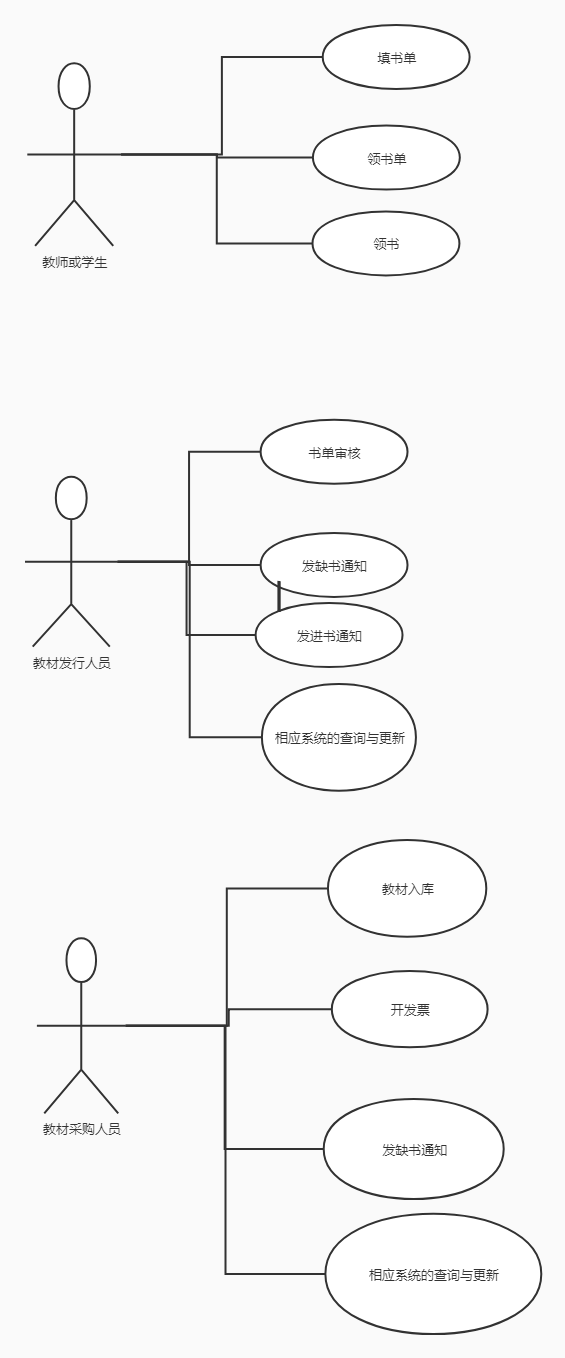 填书单
领书单
领书
教师或学生
书单审核
发缺书通知
发进书通知
教材发行人员
相应系统的查询与更新
教材入库
开发票
教材采购人员
发缺书通知
相应系统的查询与更新